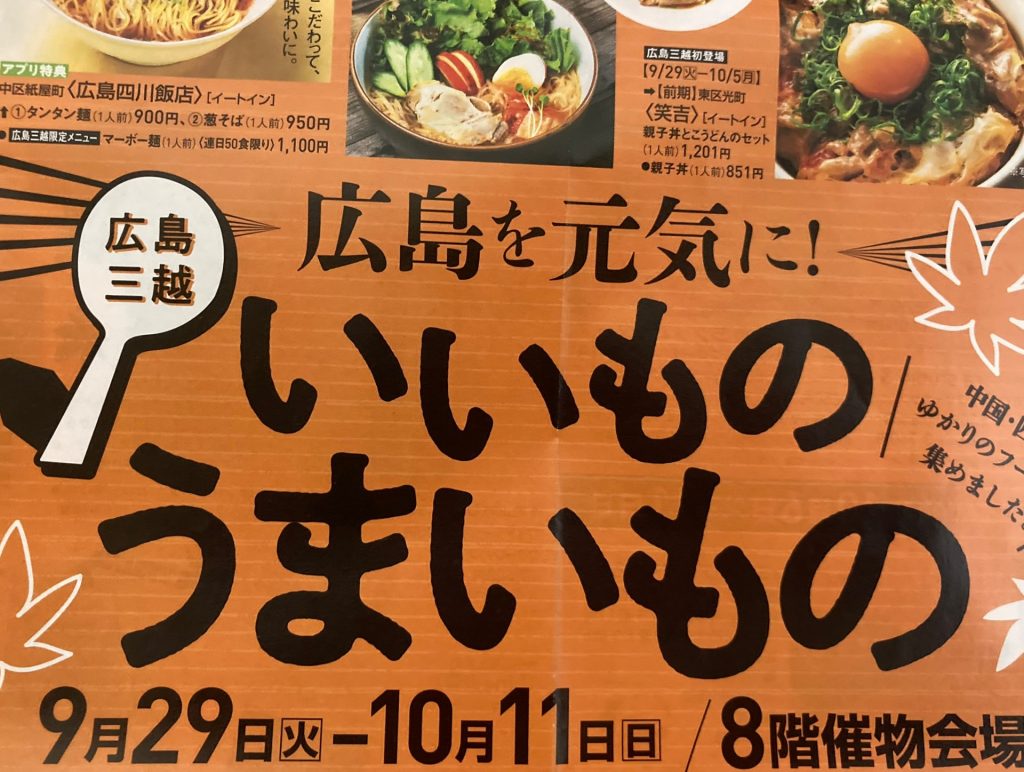 こだわって、
味わいに。
アプリ特典
中区紙屋町〈広島四川飯店〉[イートイン]
⬆①タンタン麺(1人前)900円、②葱そば(1人前)950円
●広島三越限定メニュー マーボー麺(1人前)〈連日50食限り〉1,100円
広島三越初登場
【9/29火―10/5月】
➡【前期】東区光町
〈笑吉〉[イートイン]
親子丼とこうどんのセット
(1人前)1,201円
●親子丼(1人前)851円
広島
三越
広島を元気に!
いいもの
うまいもの
中国・四
ゆかりのフー
集めました
9月29日火―10月11日日/8階催物会場